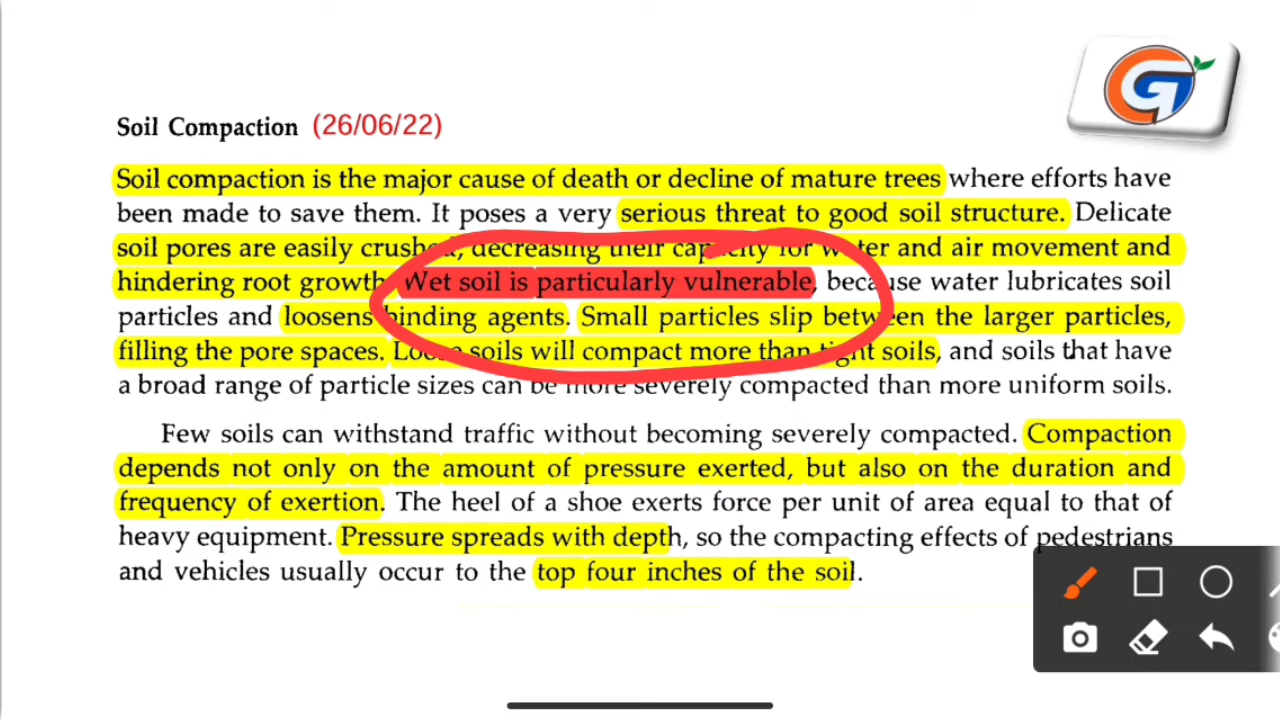 Soil Compaction (26/06/22)
Soil compaction is the major cause of death or decline of mature trees where efforts have
been made to save them. It poses a very serious threat to good soil structure. Delicate
soil pores are easily crushed, decreasing their capacity for water and air movement and
hindering root growth. Wet soil is particularly vulnerable, because water lubricates soil
particles and loosens binding agents. Small particles slip between the larger particles,
filling the pore spaces. Loose soils will compact more than tight soils, and soils that have
a broad range of particle sizes can be more severely compacted than more uniform soils.
Few soils can withstand traffic without becoming severely compacted. Compaction
depends not only on the amount of pressure exerted, but also on the duration and
frequency of exertion. The heel of a shoe exerts force per unit of area equal to that of
heavy equipment. Pressure spreads with depth, so the compacting effects of pedestrians
and vehicles usually occur to the top four inches of the soil.